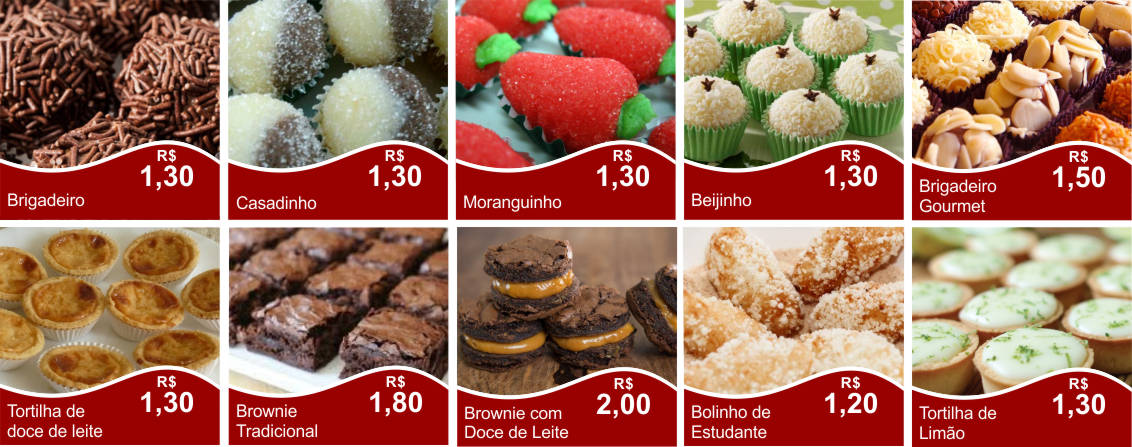 Brigadeiro
R$
1,30
Casadinho
R$
1,30
Moranguinho
R$
1,30
Beijinho
R$
1,30
Brigadeiro
Gourmet
R$
1,50
Tortilha de
doce de leite
R$
1,30
Brownie
Tradicional
R$
1,80
Brownie com
Doce de Leite
R$
2,00
Bolinho de
Estudante
R$
1,20
Tortilha de
Limão
R$
1,30